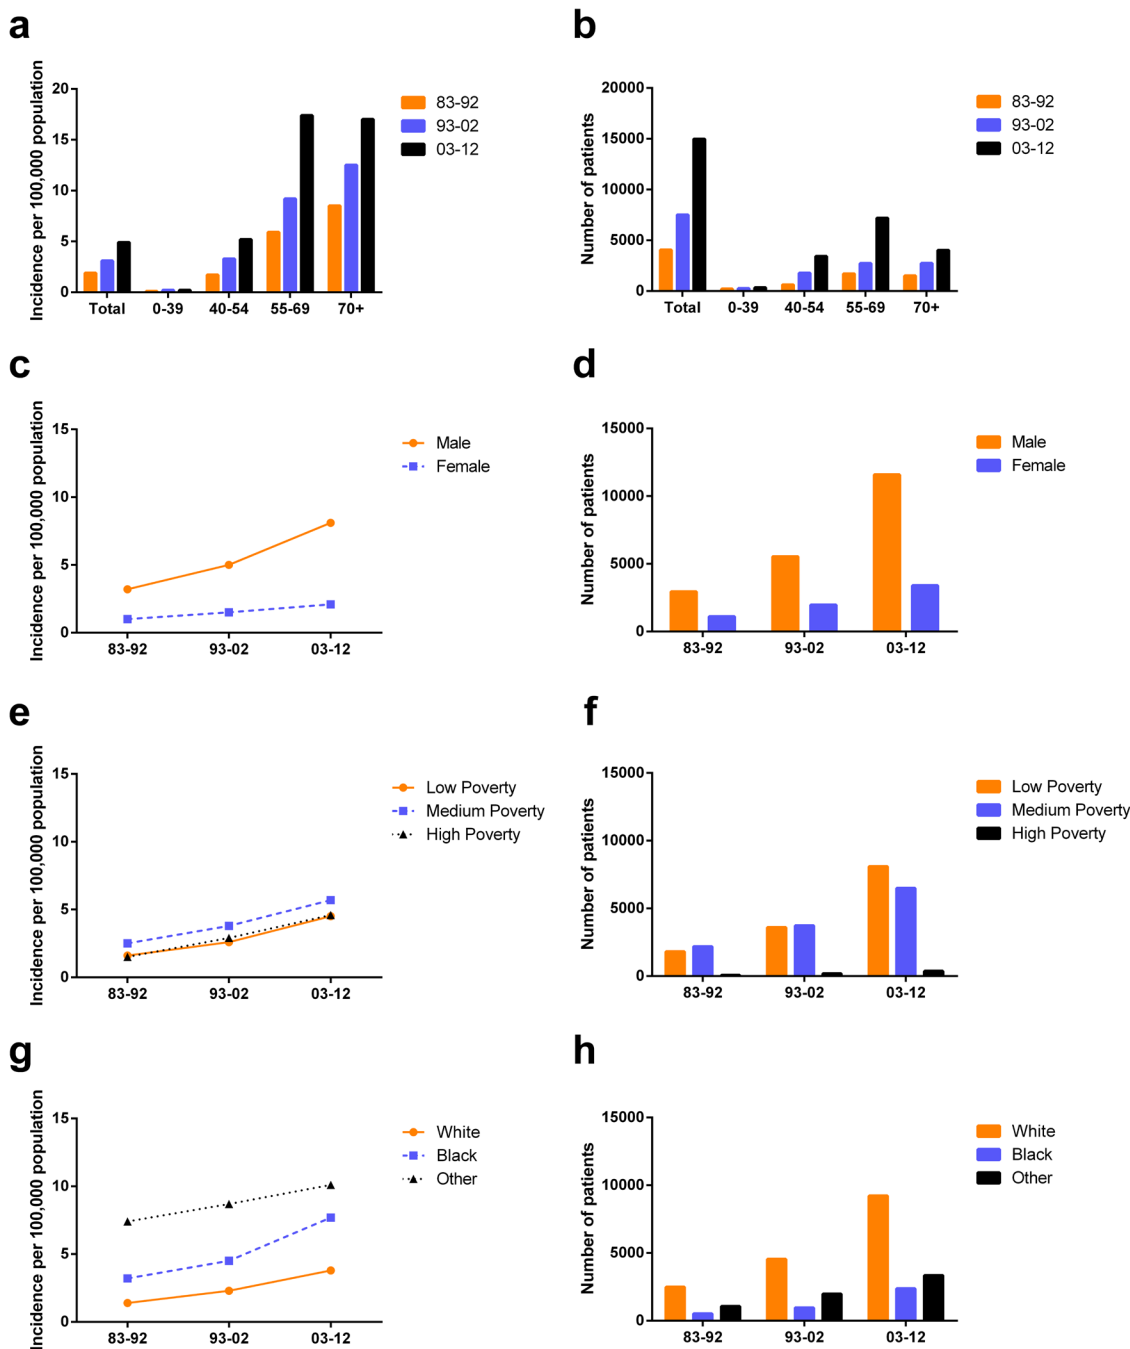 a
Incidence per 100,000 population
20
15
10
5
0
Total 0-39 40-54 55-69 70+
83-92
93-02
03-12
b
Number of patients
20000
15000
10000
5000
0
Total 0-39 40-54 55-69 70+
83-92
93-02
03-12
c
Incidence per 100,000 population
15
10
5
0
83-92 93-02 03-12
Male
Female
d
Number of patients
15000
10000
5000
0
83-92 93-02 03-12
Male
Female
e
Incidence per 100,000 population
15
10
5
0
83-92 93-02 03-12
Low Poverty
Medium Poverty
High Poverty
f
Number of patients
15000
10000
5000
0
83-92 93-02 03-12
Low Poverty
Medium Poverty
High Poverty
g
Incidence per 100,000 population
15
10
5
0
83-92 93-02 03-12
White
Black
Other
h
Number of patients
15000
10000
5000
0
83-92 93-02 03-12
White
Black
Other